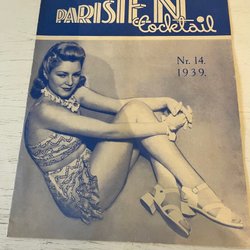 PARISIEN
Cocktail
Nr. 14.
1939.